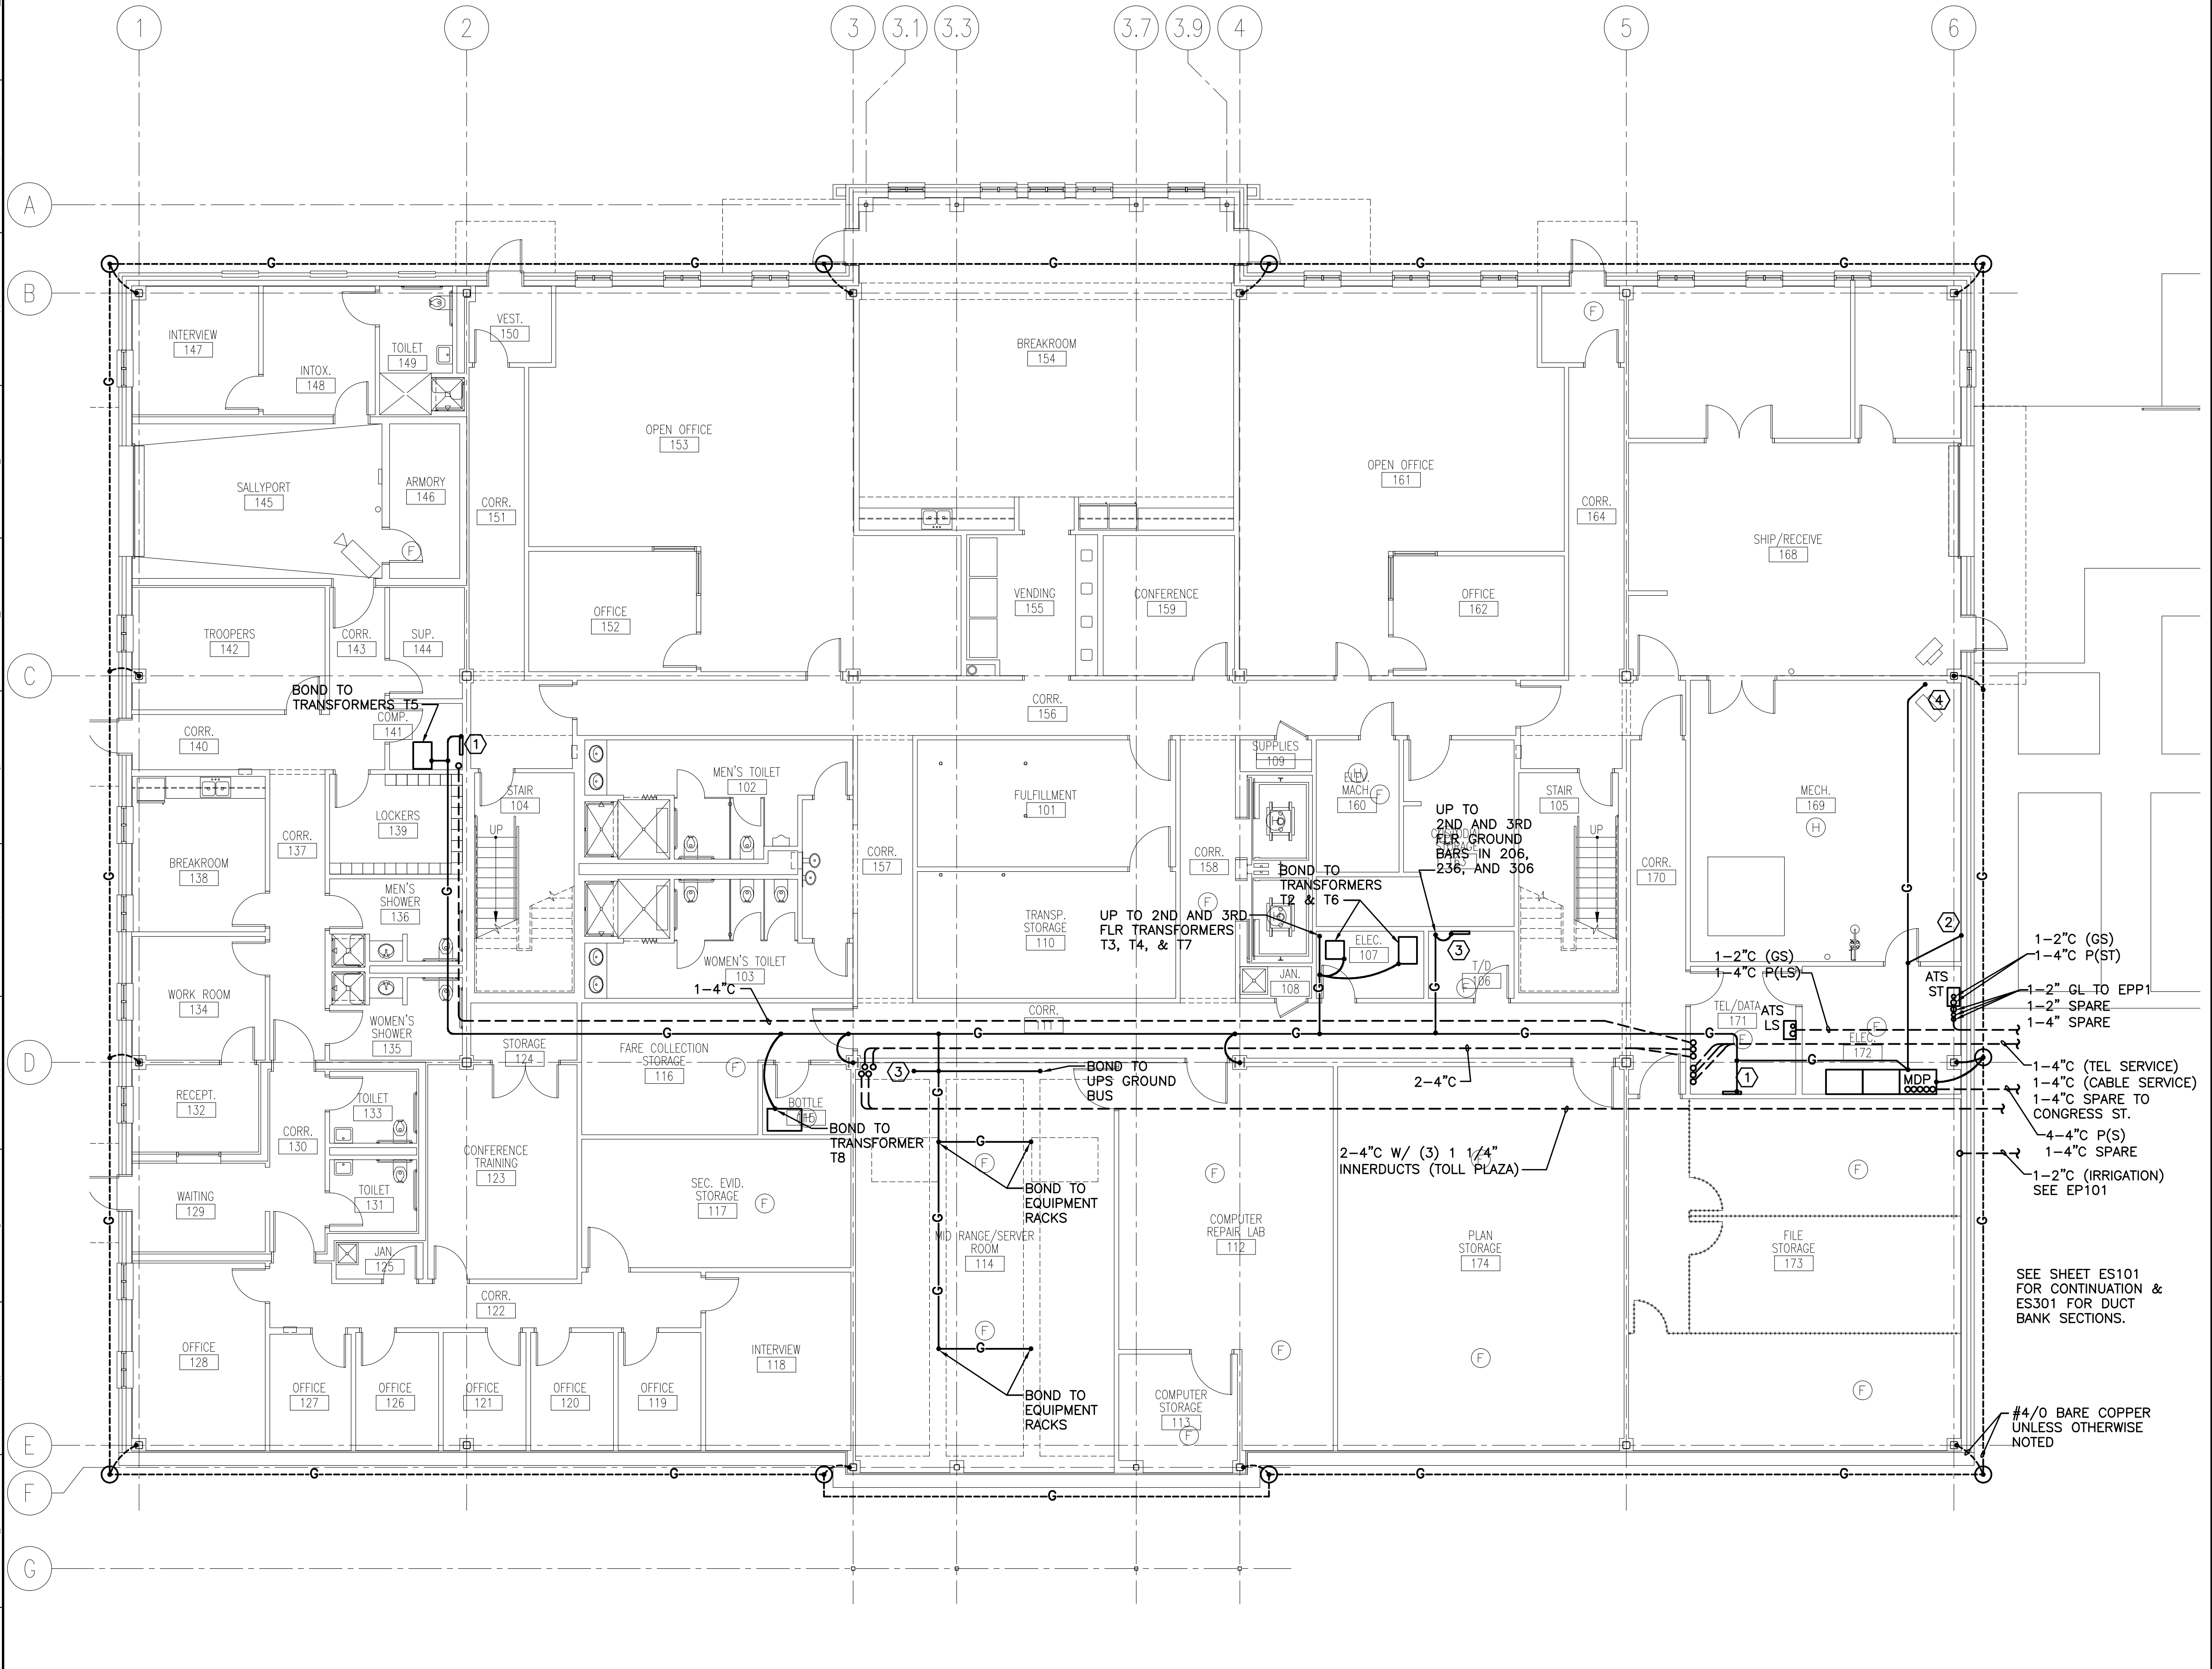 1
2
3
3.1
3.3
3.7
3.9
4
5
6
A
B
C
D
E
F
G
G
G
G
G
G
INTERVIEW
147
INTOX.
148
TOILET
149
VEST.
150
BREAKROOM
154
F
OPEN OFFICE
153
OPEN OFFICE
161
SALLYPORT
145
ARMORY
146
F
CORR.
151
CORR.
164
SHIP/RECEIVE
168
OFFICE
152
VENDING
155
CONFERENCE
159
OFFICE
162
TROOPERS
142
CORR.
143
SUP.
144
BOND TO
TRANSFORMERS T5
COMP.
141
1
CORR.
140
CORR.
156
4
SUPPLIES
109
MEN'S TOILET
102
STAIR
104
UP
FULFILLMENT
101
H
ELEV.
MACH.
160
F
STAIR
105
UP
MECH.
169
H
LOCKERS
139
CORR.
137
BREAKROOM
138
MEN'S
SHOWER
136
CORR.
157
CORR.
158
F
UP TO
2ND AND 3RD
FLR GROUND
BARS IN 206,
236, AND 306
BOND TO
TRANSFORMERS
T2 & T6
CORR.
170
TRANSP.
STORAGE
110
UP TO 2ND AND 3RD
FLR TRANSFORMERS
T3, T4, & T7
ELEC.
107
3
T/D
106
F
JAN.
108
WOMEN'S TOILET
103
1-4"C
WORK ROOM
134
WOMEN'S
SHOWER
135
2
1-2"C (GS)
1-4"C P(LS)
1-2"C (GS)
1-4"C P(ST)
ATS
ST
1-2" GL TO EPP1
1-2" SPARE
1-4" SPARE
TEL/DATA
171
ATS
LS
F
F
ELEC.
172
CORR.
111
G
G
G
G
G
G
G
G
G
G
G
STORAGE
124
FARE COLLECTION
STORAGE
116
F
3
BOND TO
UPS GROUND
BUS
2-4"C
1
MDP
1-4"C (TEL SERVICE)
1-4"C (CABLE SERVICE)
1-4"C SPARE TO
CONGRESS ST.
4-4"C P(S)
1-4"C SPARE
1-2"C (IRRIGATION)
SEE EP101
RECEPT.
132
TOILET
133
CORR.
130
BOTTLE
BOND TO
TRANSFORMER
T8
CONFERENCE
TRAINING
123
2-4"C W/ (3) 1 1/4"
INNERDUCTS (TOLL PLAZA)
F
F
F
F
WAITING
129
TOILET
131
SEC. EVID.
STORAGE
117
F
BOND TO
EQUIPMENT
RACKS
COMPUTER
REPAIR LAB
112
MID RANGE/SERVER
ROOM
114
PLAN
STORAGE
174
FILE
STORAGE
173
JAN.
125
CORR.
122
SEE SHEET ES101
FOR CONTINUATION &
ES301 FOR DUCT
BANK SECTIONS.
G
G
G
G
G
G
G
G
OFFICE
128
OFFICE
127
OFFICE
126
OFFICE
121
OFFICE
120
OFFICE
119
INTERVIEW
118
F
F
F
F
BOND TO
EQUIPMENT
RACKS
COMPUTER
STORAGE
113
F
#4/0 BARE COPPER
UNLESS OTHERWISE
NOTED
G
G
G
G
G